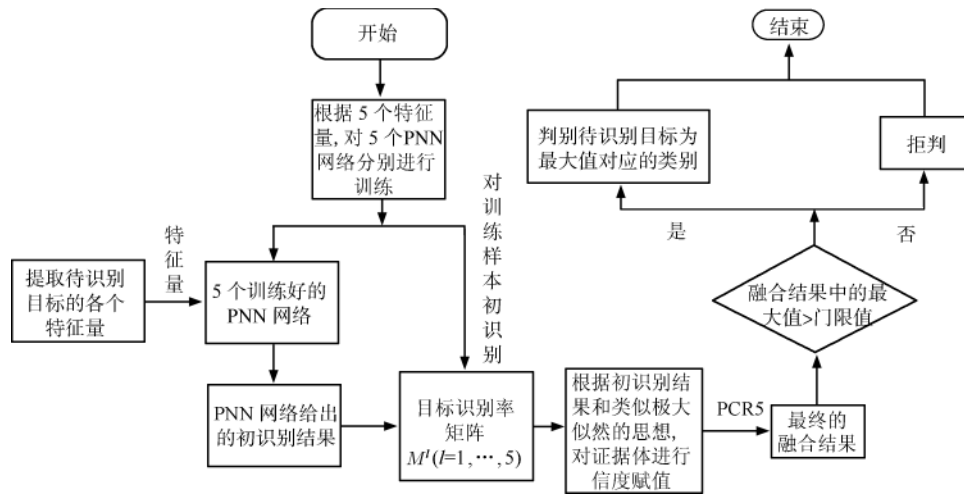 开始
根据 5 个特征
量, 对 5 个PNN
网络分别进行
训练
对训练样本初识别
提取待识别
目标的各个
特征量
特征量
5 个训练好的
PNN 网络
PNN 网络给出
的初识别结果
目标识别率
矩阵
M^l(l=1,…,5)
根据初识别结
果和类似极大
似然的思想,
对证据体进行
信度赋值
PCR5
最终的
融合结果
融合结果中的最
大值>门限值
是
否
判别待识别目标为
最大值对应的类别
拒判
结束